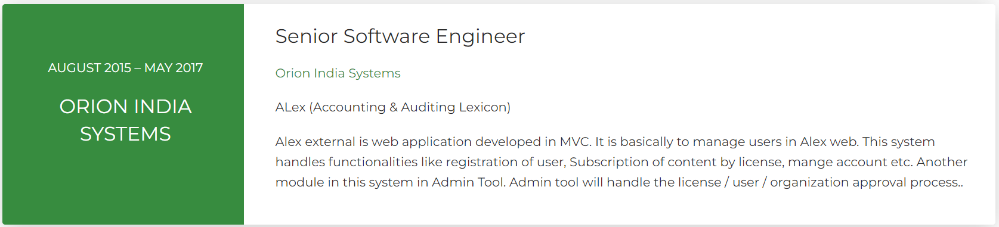 AUGUST 2015 – MAY 2017
ORION INDIA
SYSTEMS
Senior Software Engineer
Orion India Systems
ALex (Accounting & Auditing Lexicon)
Alex external is web application developed in MVC. It is basically to manage users in Alex web. This system
handles functionalities like registration of user, Subscription of content by license, mange account etc. Another
module in this system in Admin Tool. Admin tool will handle the license / user / organization approval process..